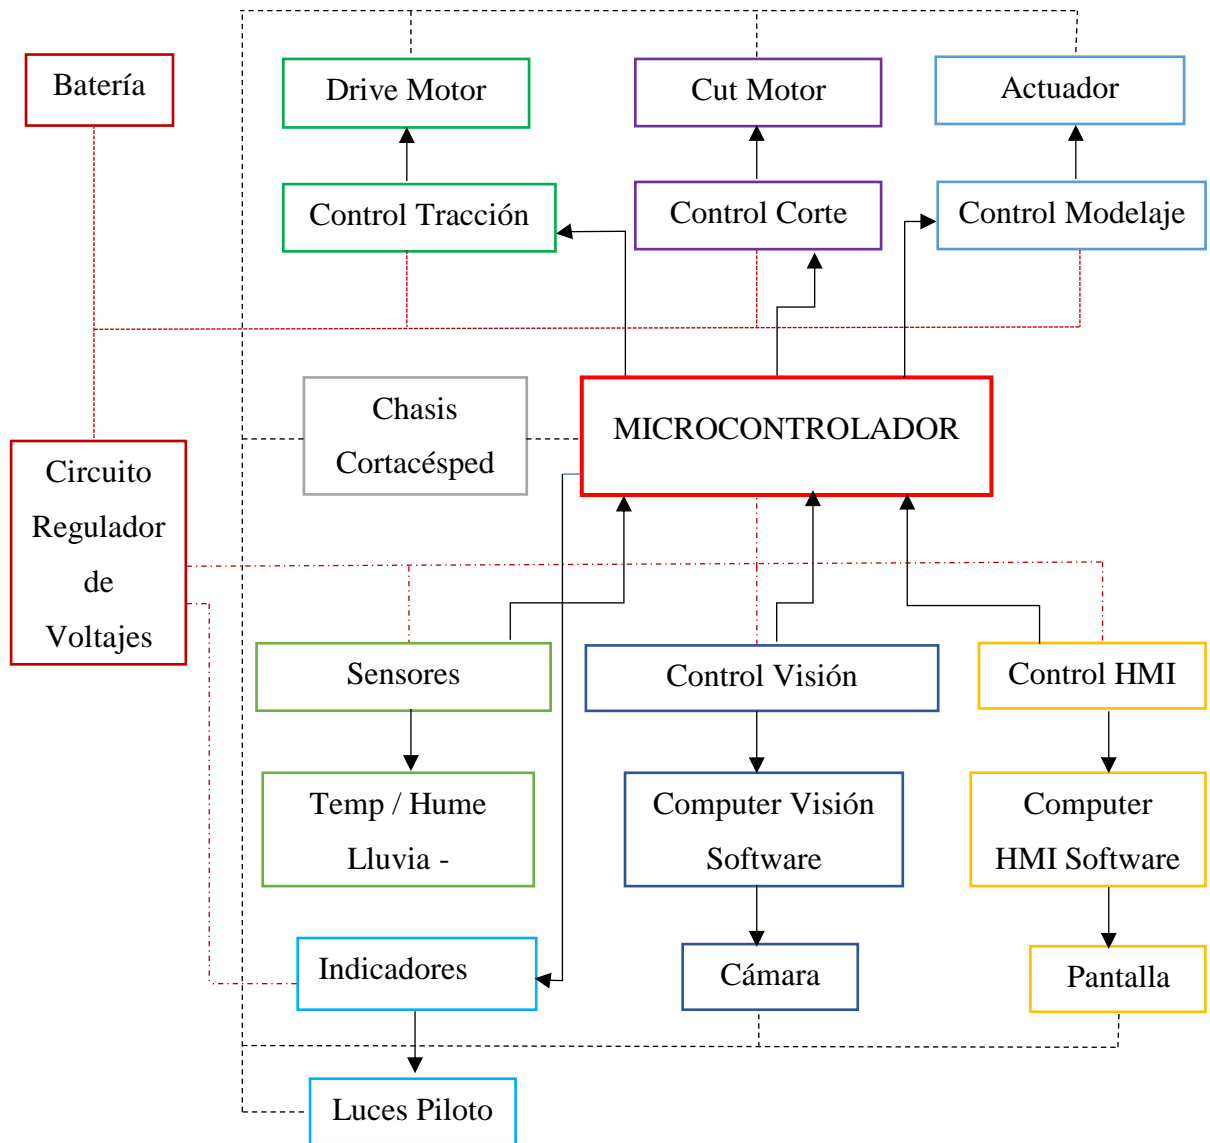 Batería
Drive Motor
Cut Motor
Actuador
Control Tracción
Control Corte
Control Modelaje
Chasis
Cortacésped
MICROCONTROLADOR
Circuito
Regulador
de
Voltajes
Sensores
Control Visión
Control HMI
Temp / Hume
Lluvia -
Computer Visión
Software
Computer
HMI Software
Indicadores
Cámara
Pantalla
Luces Piloto